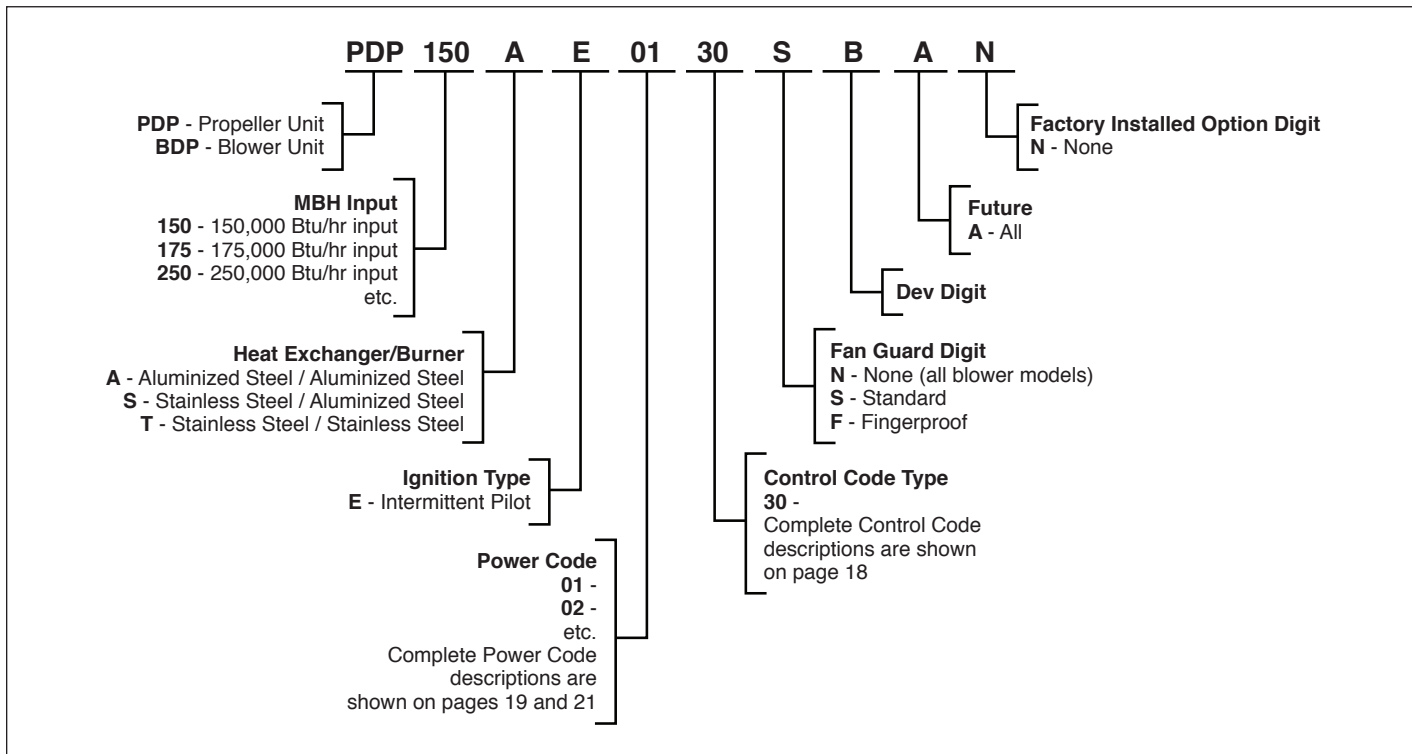 PDP 150 A E 01 30 S B A N
PDP - Propeller Unit
BDP - Blower Unit
MBH Input
150 - 150,000 Btu/hr input
175 - 175,000 Btu/hr input
250 - 250,000 Btu/hr input
etc.
Heat Exchanger/Burner
A - Aluminized Steel / Aluminized Steel
S - Stainless Steel / Aluminized Steel
T - Stainless Steel / Stainless Steel
Ignition Type
E - Intermittent Pilot
Power Code
01 -
02 -
etc.
Complete Power Code
descriptions are
shown on pages 19 and 21
Factory Installed Option Digit
N - None
Future
A - All
Dev Digit
Fan Guard Digit
N - None (all blower models)
S - Standard
F - Fingerproof
Control Code Type
30 -
Complete Control Code
descriptions are shown
on page 18